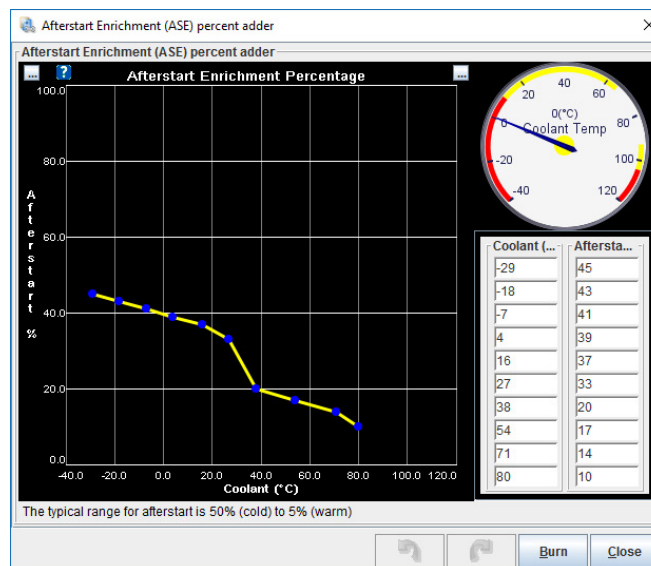 Afterstart Enrichment (ASE) percent adder
Afterstart Enrichment (ASE) percent adder
... ? Afterstart Enrichment Percentage ...
Afterstart %
100.0
80.0
60.0
40.0
20.0
0.0
-40.0 -20.0 0.0 20.0 40.0 60.0 80.0 100.0 120.0
Coolant (°C)
-40
-20
0
20
40
60
80
100
120
0(°C)
Coolant Temp
Coolant (... Aftersta...
-29 45
-18 43
-7 41
4 39
16 37
27 33
38 20
54 17
71 14
80 10
The typical range for afterstart is 50% (cold) to 5% (warm)
Burn Close